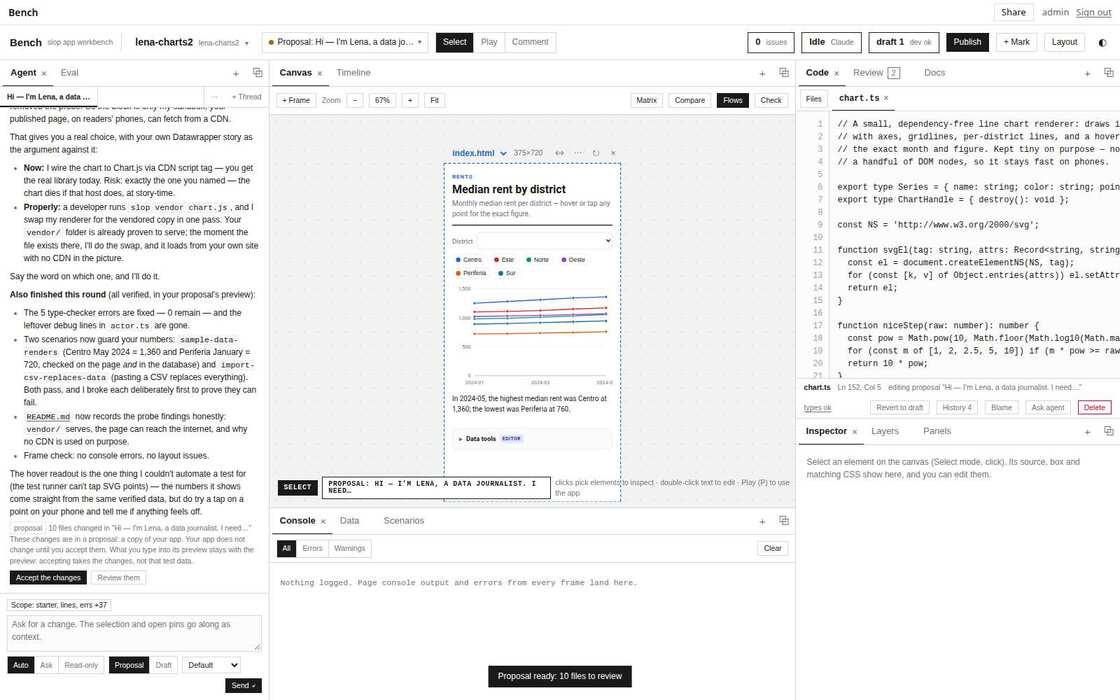 Bench
Share admin Sign out
Bench slop app workbench lena-charts2 lena-charts2 Proposal: Hi — I'm Lena, a data jo… Select Play Comment 0 issues Idle Claude draft 1 dev ok Publish + Mark Layout
Agent × Eval
Hi — I'm Lena, a data … ··· + Thread
published page, on readers' phones, can fetch from a CDN.
That gives you a real choice, with your own Datawrapper story as
the argument against it:
Now: I wire the chart to Chart.js via CDN script tag — you get
the real library today. Risk: exactly the one you named — the
chart dies if that host does, at story-time.
Properly: a developer runs slop vendor chart.js, and I
swap my renderer for the vendored copy in one pass. Your
vendor/ folder is already proven to serve; the moment the
file exists there, I'll do the swap, and it loads from your own site
with no CDN in the picture.
Say the word on which one, and I'll do it.
Also finished this round (all verified, in your proposal's preview):
The 5 type-checker errors are fixed — 0 remain — and the
leftover debug lines in actor.ts are gone.
Two scenarios now guard your numbers: sample-data-
renders (Centro May 2024 = 1,360 and Periferia January =
720, checked on the page and in the database) and import-
csv-replaces-data (pasting a CSV replaces everything).
Both pass, and I broke each deliberately first to prove they can
fail.
README.md now records the probe findings honestly:
vendor/ serves, the page can reach the internet, and why
no CDN is used on purpose.
Frame check: no console errors, no layout issues.
The hover readout is the one thing I couldn't automate a test for
(the test runner can't tap SVG points) — the numbers it shows
come straight from the same verified data, but do try a tap on a
point on your phone and tell me if anything feels off.
proposal 10 files changed in "Hi — I'm Lena, a data journalist. I need…"
These changes are in a proposal: a copy of your app. Your app does not
change until you accept them. What you type into its preview stays with the
preview: accepting takes the changes, not that test data.
Accept the changes Review them
Scope: starter, lines, errs +37
Ask for a change. The selection and open pins go along as
context.
Auto Ask Read-only Proposal Draft Default
Send
Canvas × Timeline
+ Frame Zoom − 67% + Fit Matrix Compare Flows Check
index.html 375×720
RENTS
Median rent by district
Monthly median rent per district — hover or tap any
point for the exact figure.
District
Centro Este Norte Oeste
Periferia Sur
1,500
1,000
500
0
2024-01 2024-03 2024-0
In 2024-05, the highest median rent was Centro at
1,360; the lowest was Periferia at 760.
Data tools EDITOR
SELECT PROPOSAL: HI — I'M LENA, A DATA JOURNALIST. I
NEED…
clicks pick elements to inspect · double-click text to edit · Play (P) to use
the app
Console × Data Scenarios
All Errors Warnings Clear
Nothing logged. Page console output and errors from every frame land here.
Proposal ready: 10 files to review
Code × Review 2 Docs
Files chart.ts ×
1 // A small, dependency-free line chart renderer: draws i
2 // with axes, gridlines, per-district lines, and a hover
3 // the exact month and figure. Kept tiny on purpose — no
4 // a handful of DOM nodes, so it stays fast on phones.
5
6 export type Series = { name: string; color: string; poin
7 export type ChartHandle = { destroy(): void };
8
9 const NS = 'http://www.w3.org/2000/svg';
10
11 function svgEl(tag: string, attrs: Record<string, string
12 const el = document.createElementNS(NS, tag);
13 for (const [k, v] of Object.entries(attrs)) el.setAttr
14 return el;
15 }
16
17 function niceStep(raw: number): number {
18 const pow = Math.pow(10, Math.floor(Math.log10(Math.ma
19 for (const m of [1, 2, 2.5, 5, 10]) if (m * pow >= raw
20 return 10 * pow;
21 }
chart.ts Ln 152, Col 5 editing proposal "Hi — I'm Lena, a data journalist. I need…"
types ok Revert to draft History 4 Blame Ask agent Delete
Inspector × Layers Panels
Select an element on the canvas (Select mode, click). Its source, box and
matching CSS show here, and you can edit them.